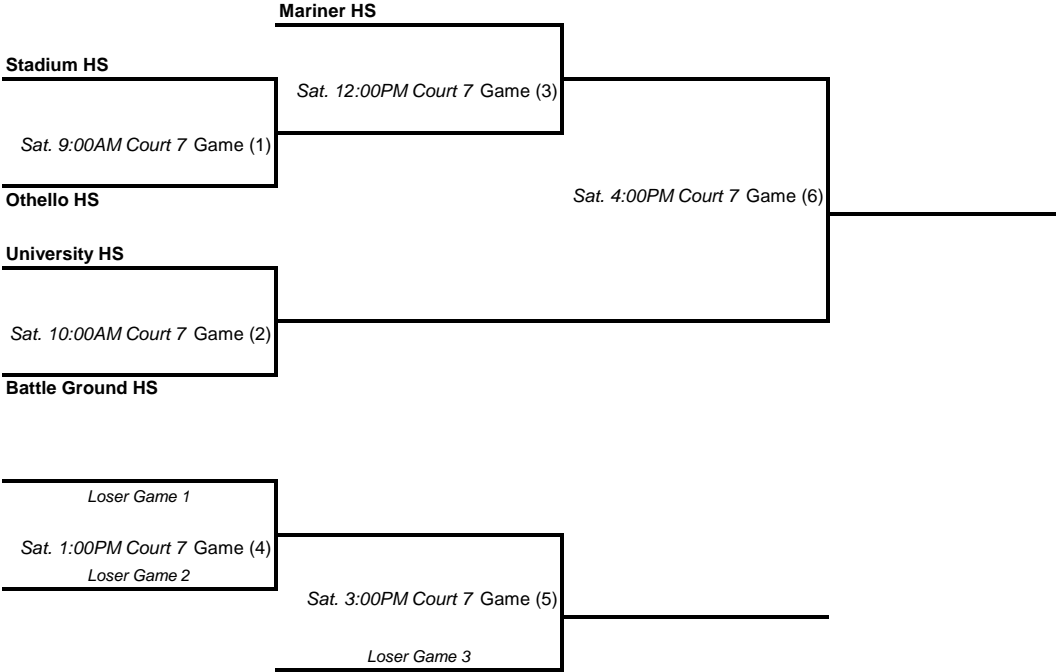 Mariner HS
Stadium HS
Sat. 12:00PM Court 7 Game (3)
Sat. 9:00AM Court 7 Game (1)
Othello HS
Sat. 4:00PM Court 7 Game (6)
University HS
Sat. 10:00AM Court 7 Game (2)
Battle Ground HS
Loser Game 1
Sat. 1:00PM Court 7 Game (4)
Loser Game 2
Sat. 3:00PM Court 7 Game (5)
Loser Game 3